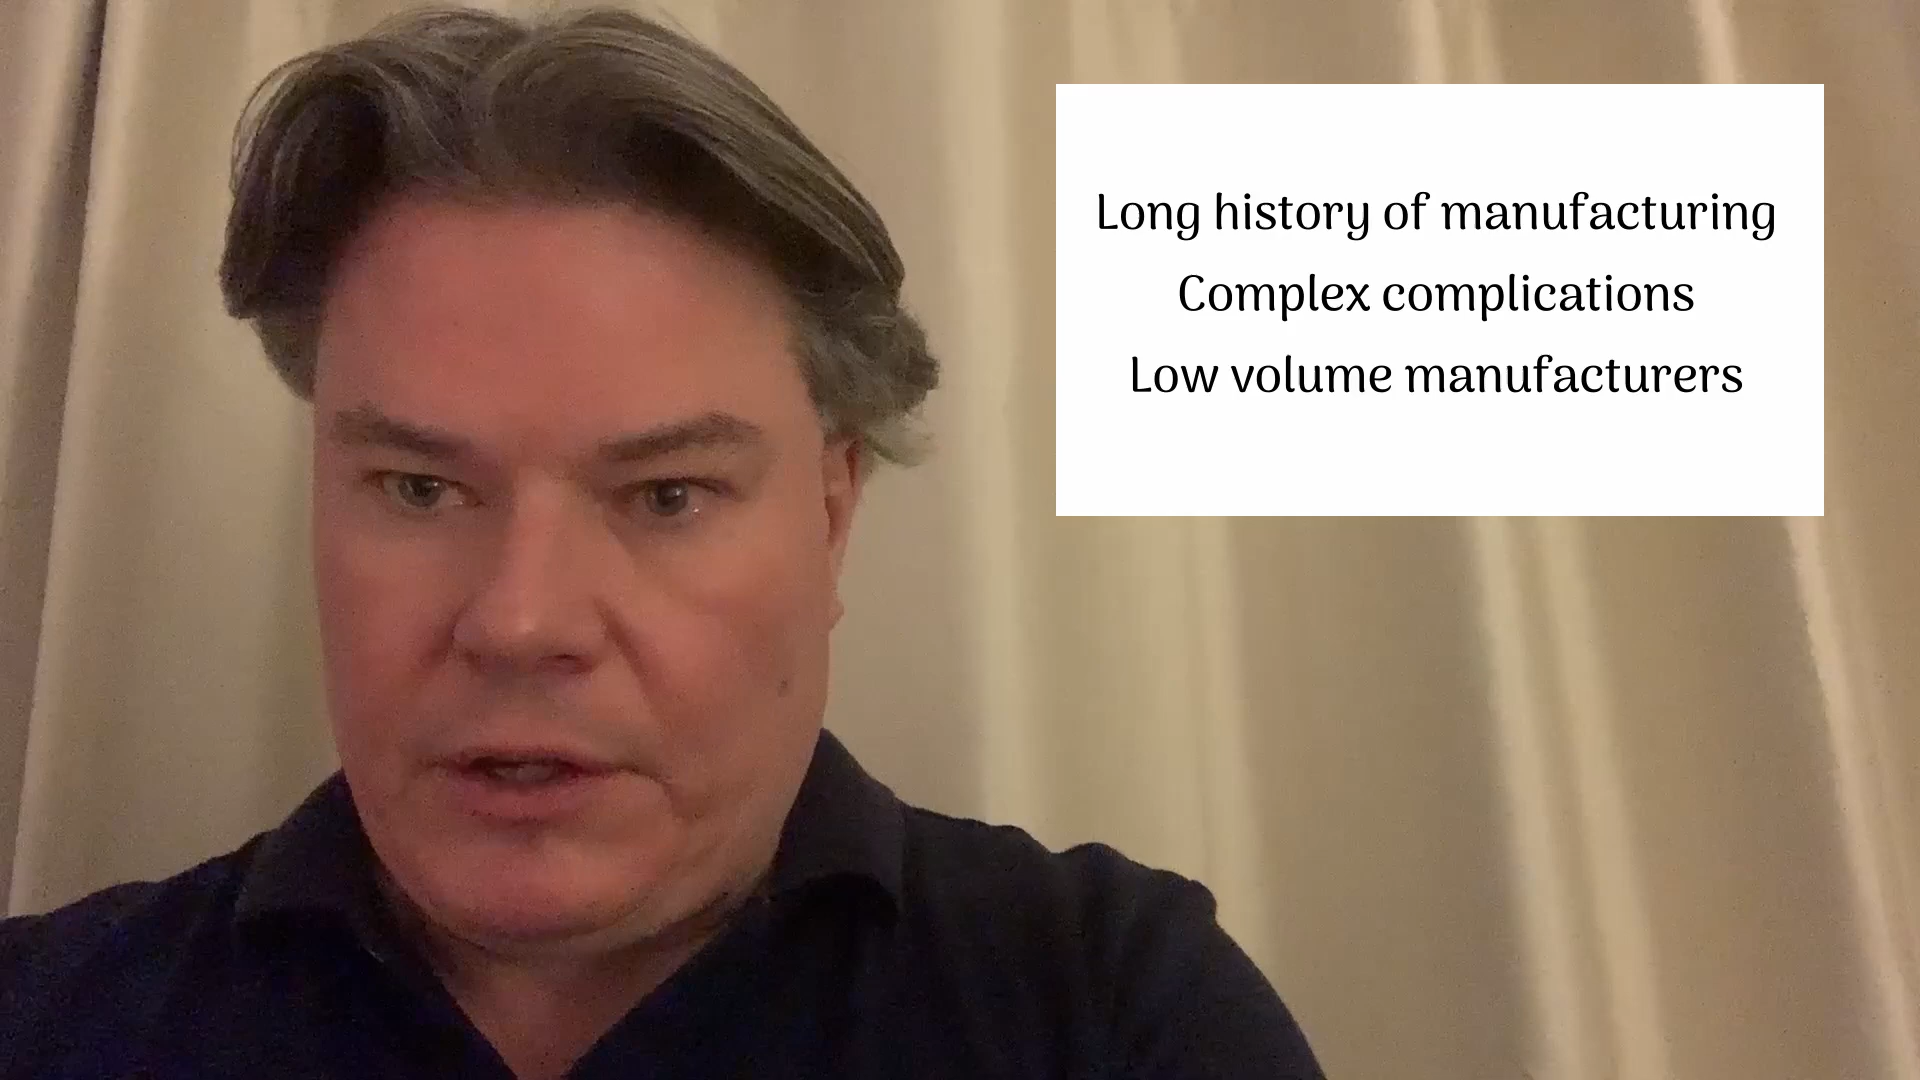 Long history of manufacturing
Complex complications
Low volume manufacturers